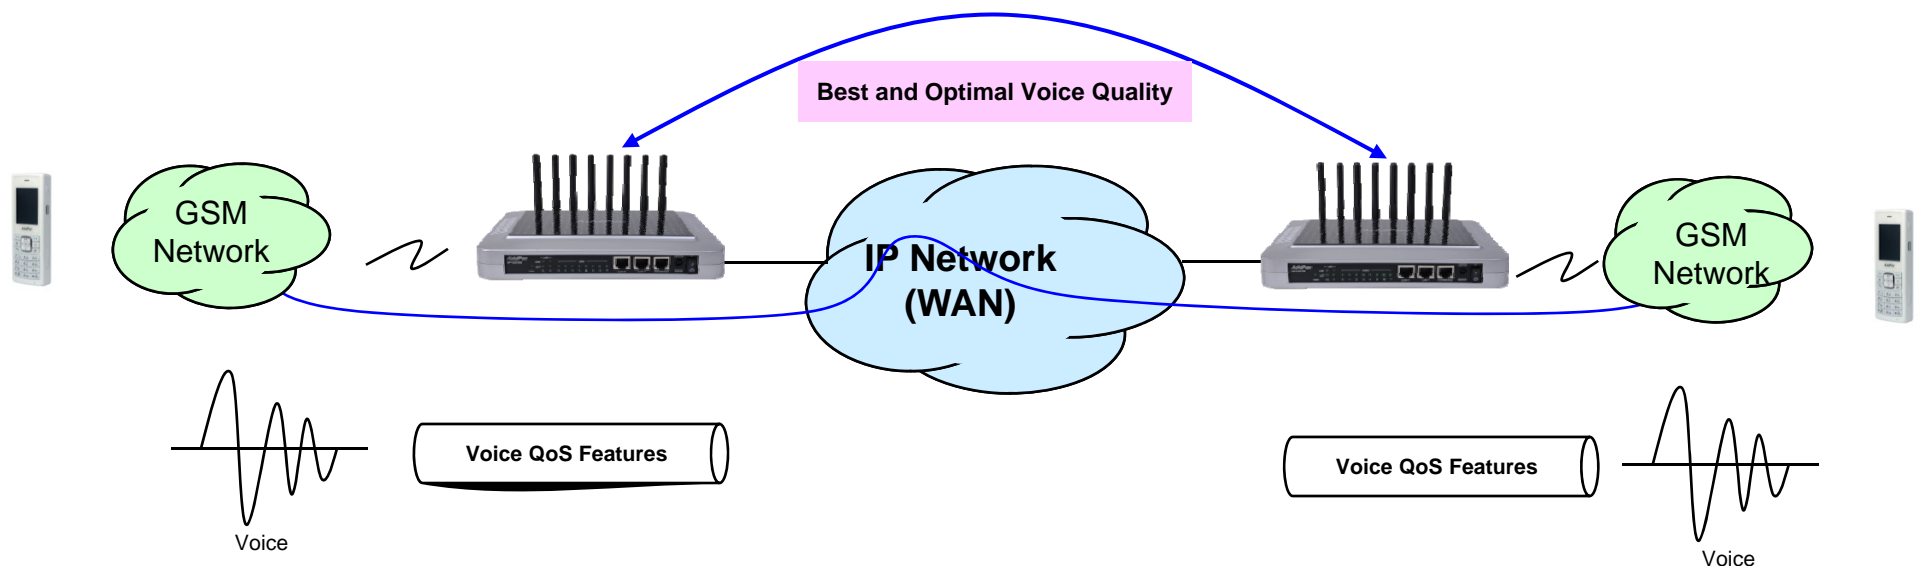 Best and Optimal Voice Quality
GSM
Network
IP Network
(WAN)
GSM
Network
Voice QoS Features
Voice QoS Features
Voice
Voice